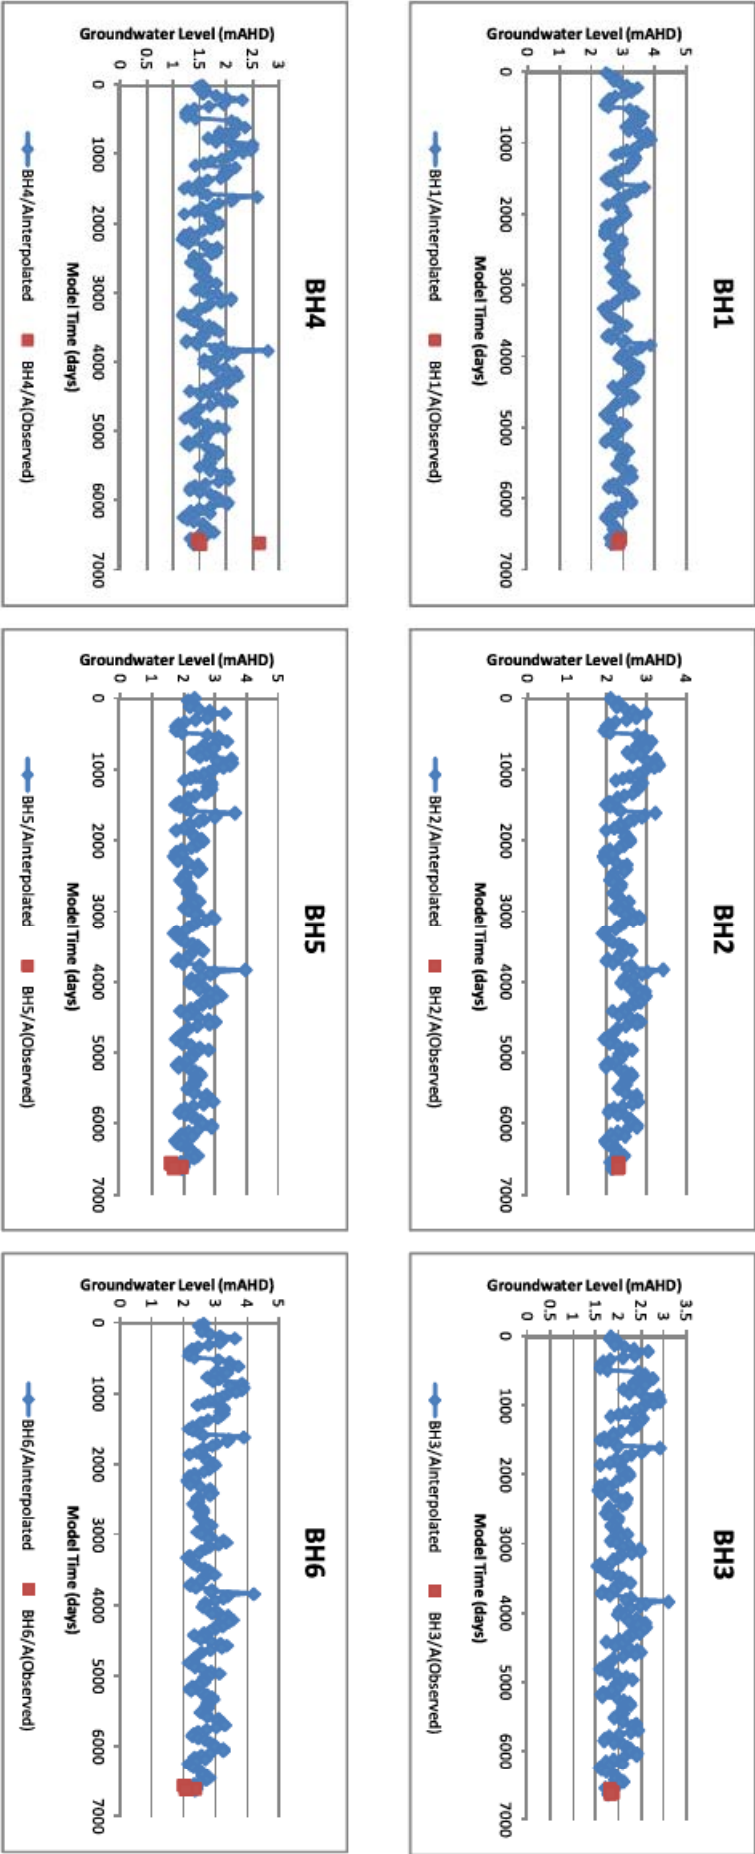 BH1
Groundwater Level (mAHD)
5
4
3
2
1
0
0 1000 2000 3000 4000 5000 6000 7000
Model Time (days)
BH1/AInterpolated BH1/A(Observed)
BH2
Groundwater Level (mAHD)
4
3
2
1
0
0 1000 2000 3000 4000 5000 6000 7000
Model Time (days)
BH2/AInterpolated BH2/A(Observed)
BH3
Groundwater Level (mAHD)
3.5
3
2.5
2
1.5
1
0.5
0
0 1000 2000 3000 4000 5000 6000 7000
Model Time (days)
BH3/AInterpolated BH3/A(Observed)
BH4
Groundwater Level (mAHD)
3
2.5
2
1.5
1
0.5
0
0 1000 2000 3000 4000 5000 6000 7000
Model Time (days)
BH4/AInterpolated BH4/A(Observed)
BH5
Groundwater Level (mAHD)
5
4
3
2
1
0
0 1000 2000 3000 4000 5000 6000 7000
Model Time (days)
BH5/AInterpolated BH5/A(Observed)
BH6
Groundwater Level (mAHD)
5
4
3
2
1
0
0 1000 2000 3000 4000 5000 6000 7000
Model Time (days)
BH6/AInterpolated BH6/A(Observed)